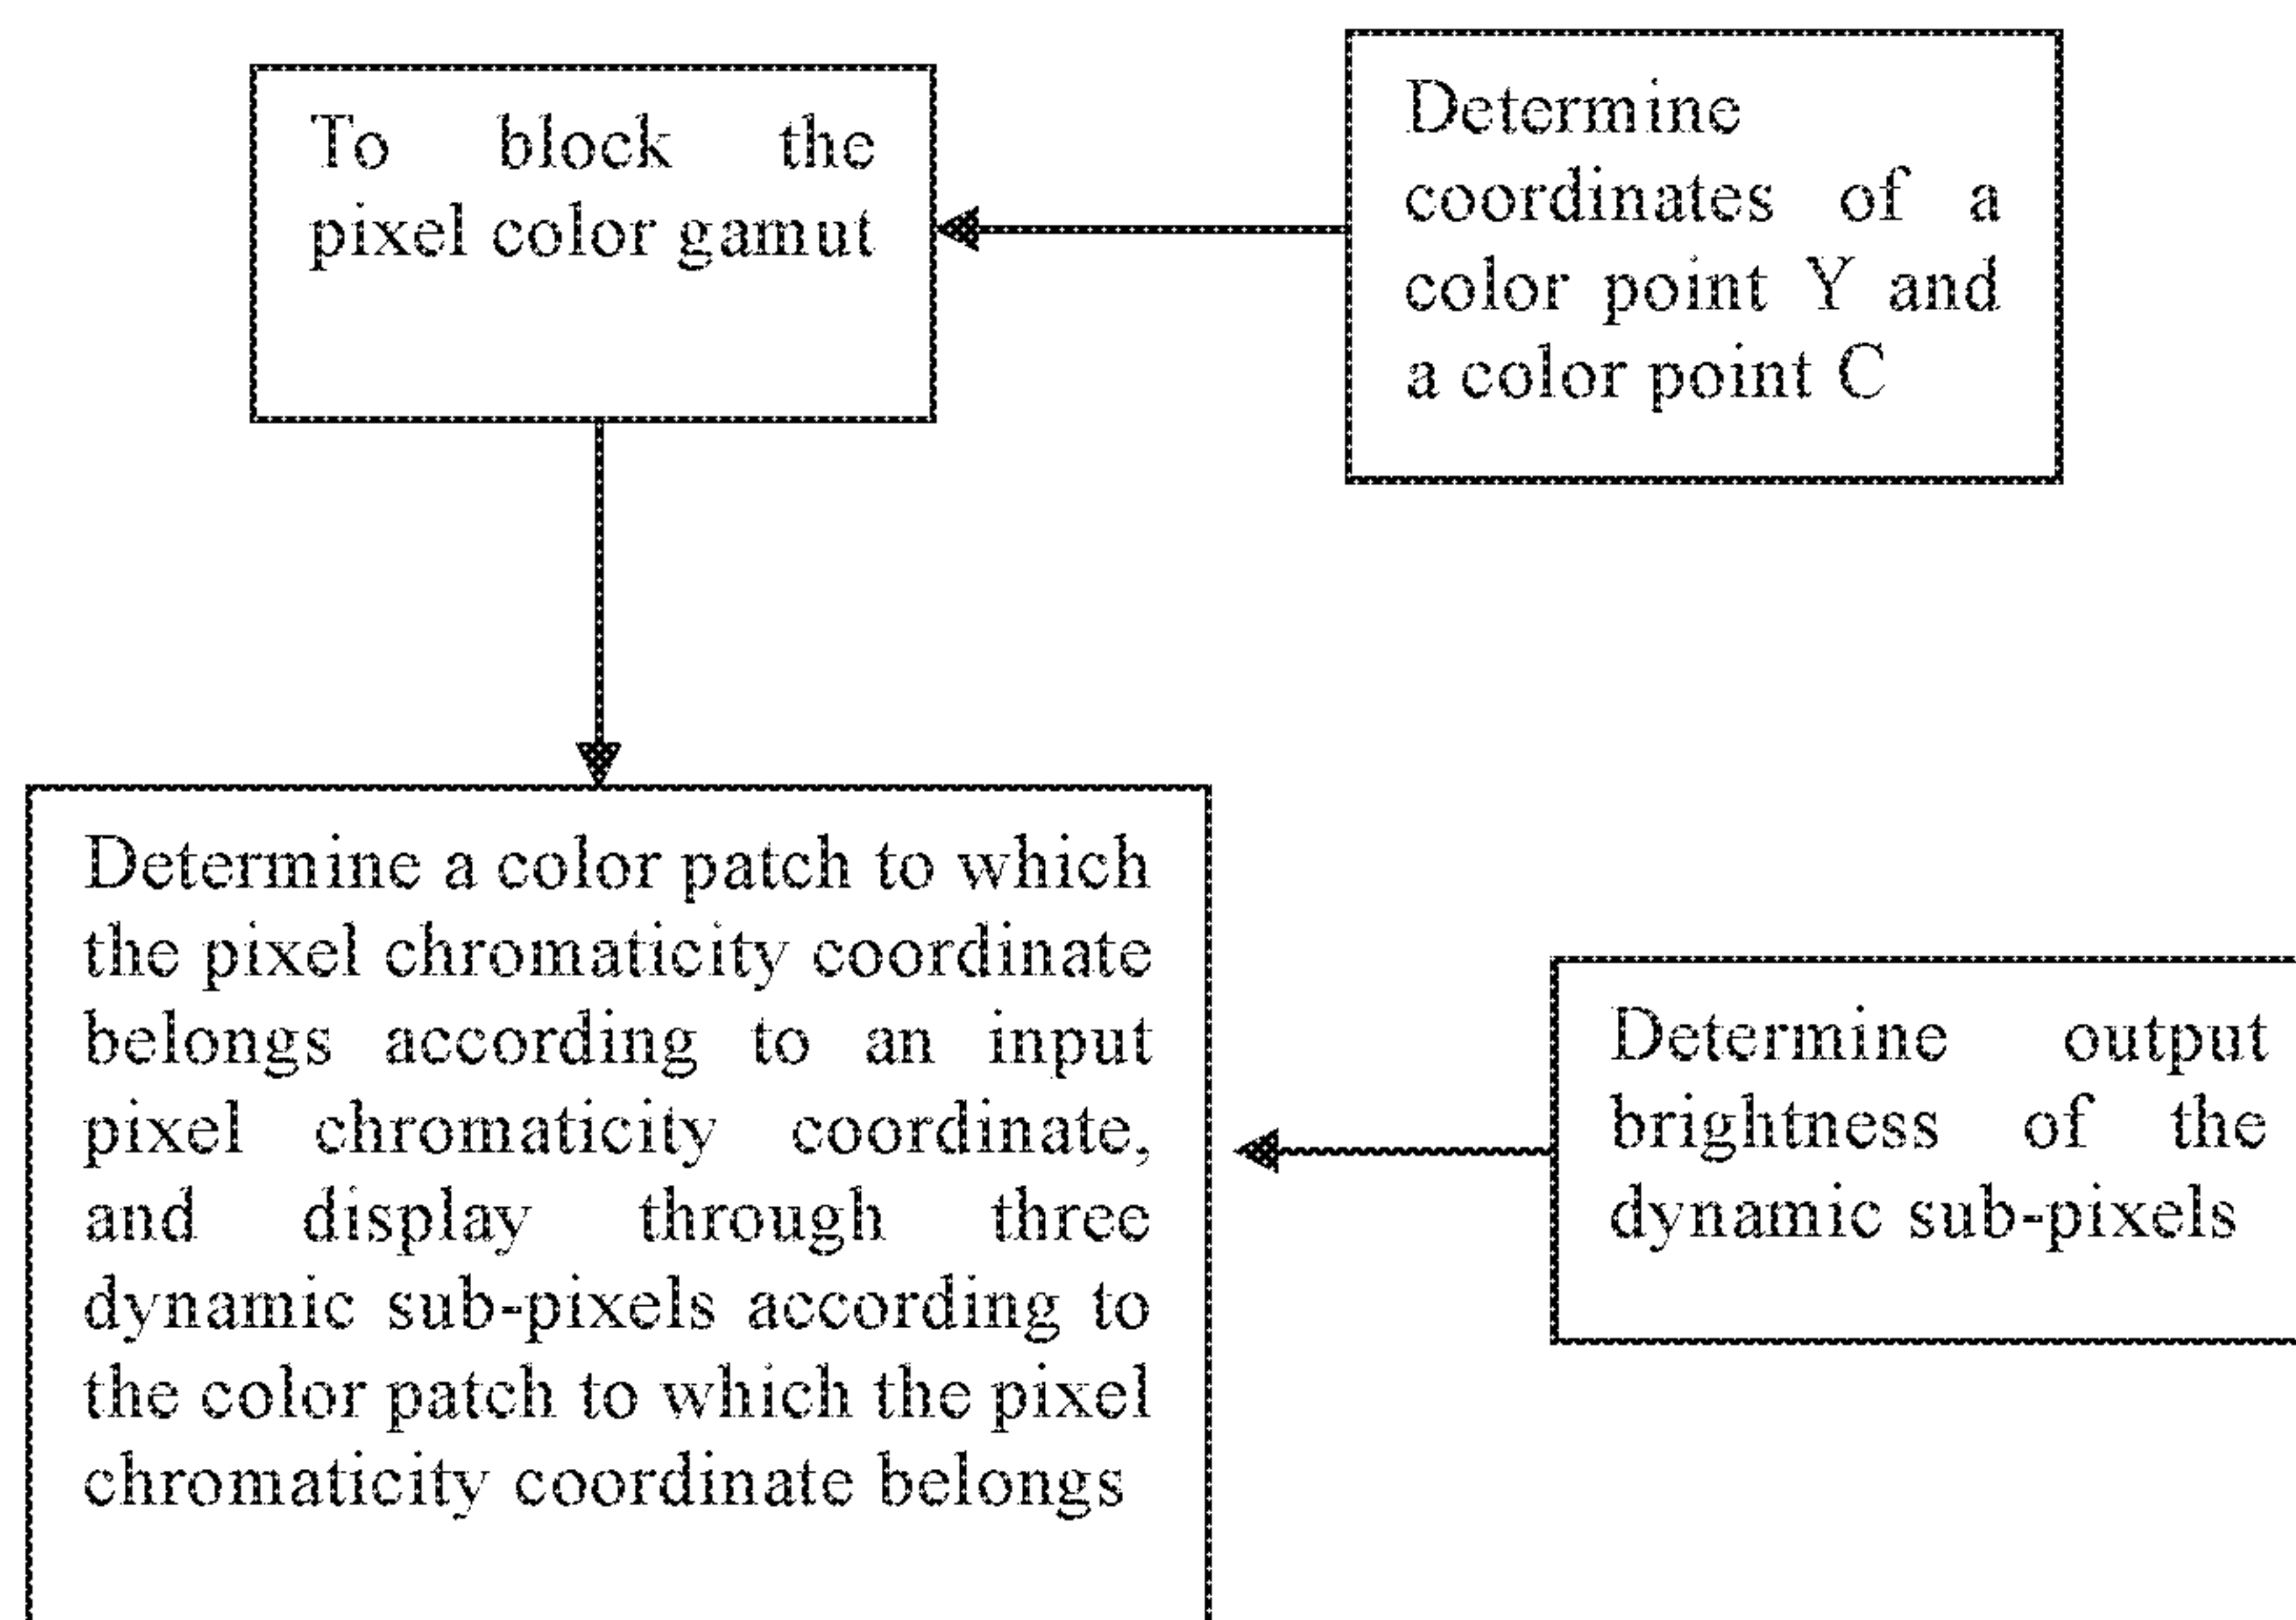 To block the
pixel color gamut
Determine
coordinates of a
color point Y and
a color point C
Determine a color patch to which
the pixel chromaticity coordinate
belongs according to an input
pixel chromaticity coordinate,
and display through three
dynamic sub-pixels according to
the color patch to which the pixel
chromaticity coordinate belongs
Determine output
brightness of the
dynamic sub-pixels